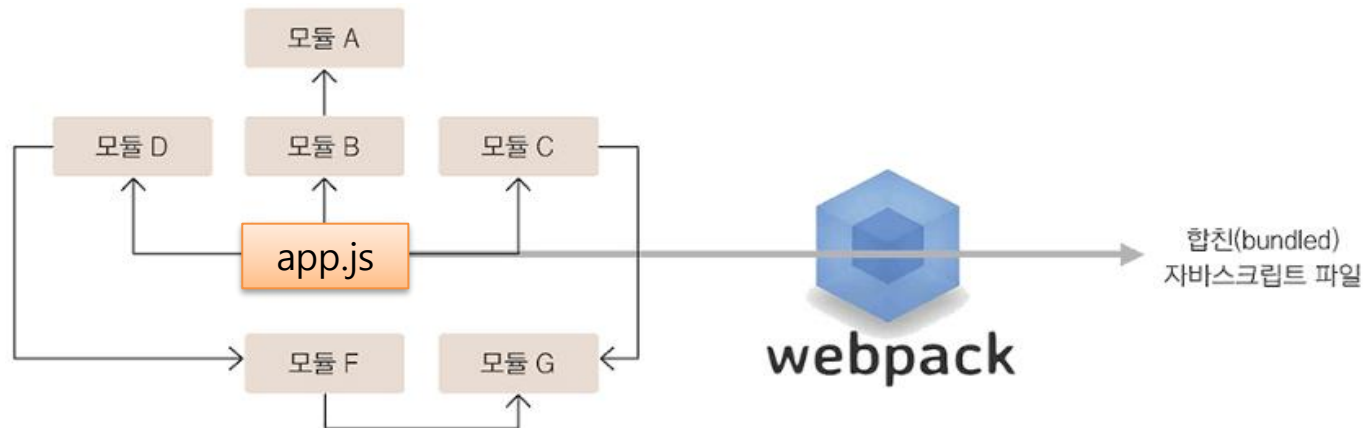 모듈 A
모듈 D
모듈 B
모듈 C
app.js
합친(bundled)
자바스크립트 파일
모듈 F
모듈 G
webpack